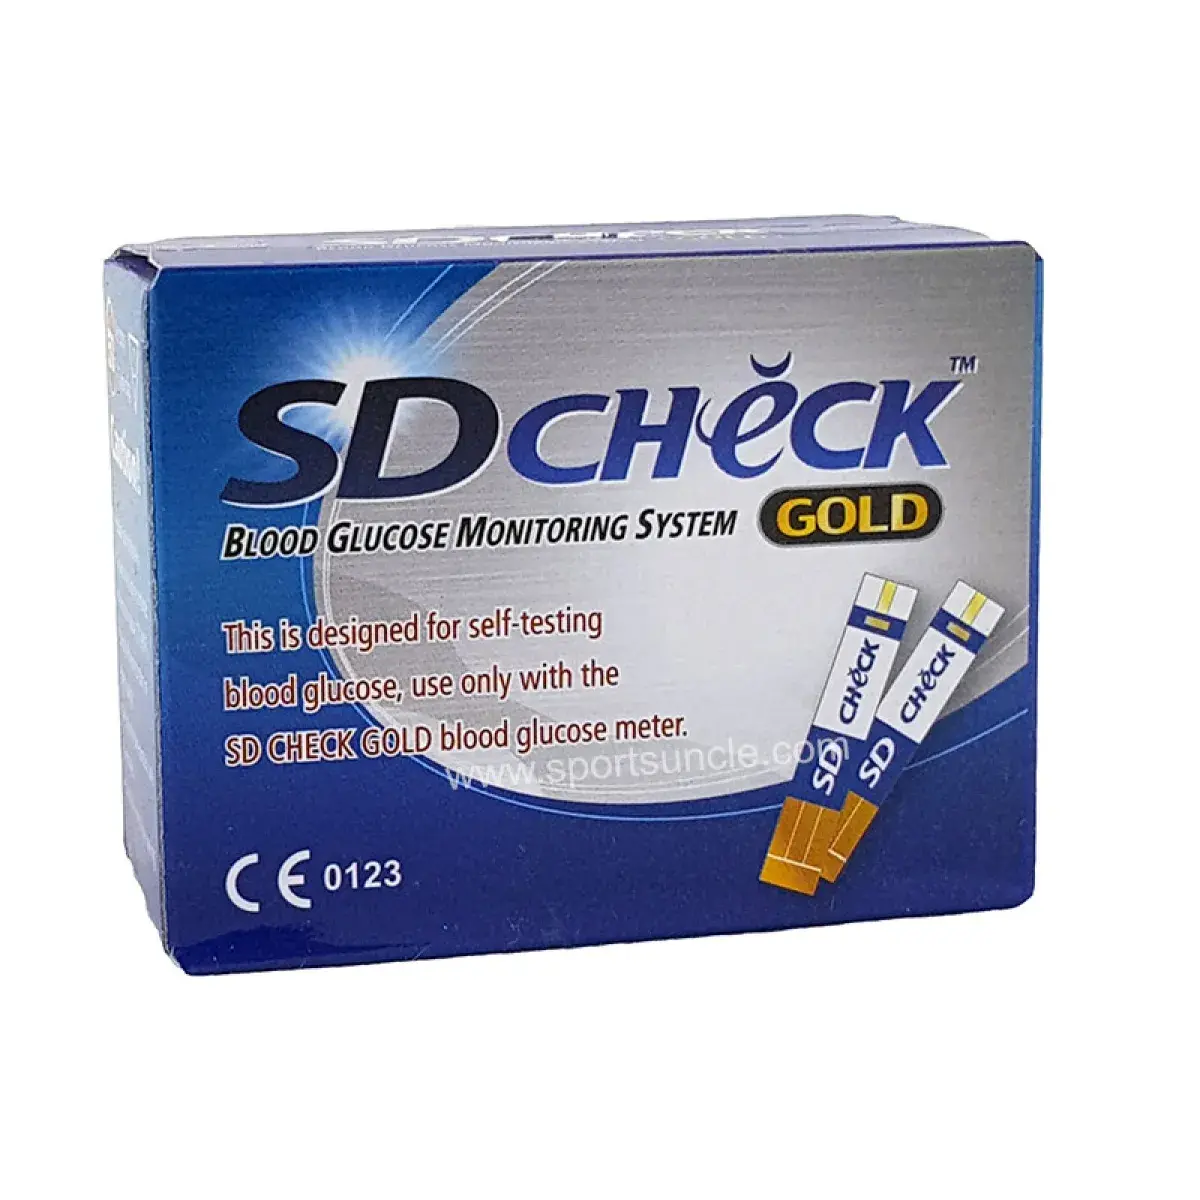 SD CHECK™
BLOOD GLUCOSE MONITORING SYSTEM GOLD
This is designed for self-testing
blood glucose, use only with the
SD CHECK GOLD blood glucose meter.
www.sportsuncle.com
SD CHECK
SD CHECK
CE 0123